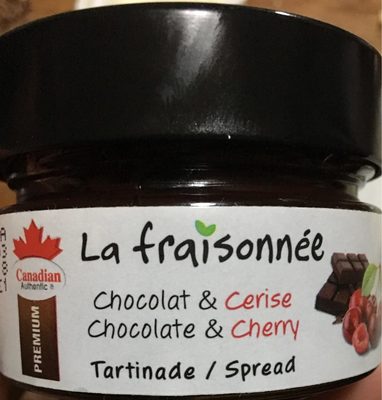 La fraisonnée
Canadian
Authentic
PREMIUM
Chocolat & Cerise
Chocolate & Cherry
Tartinade / Spread